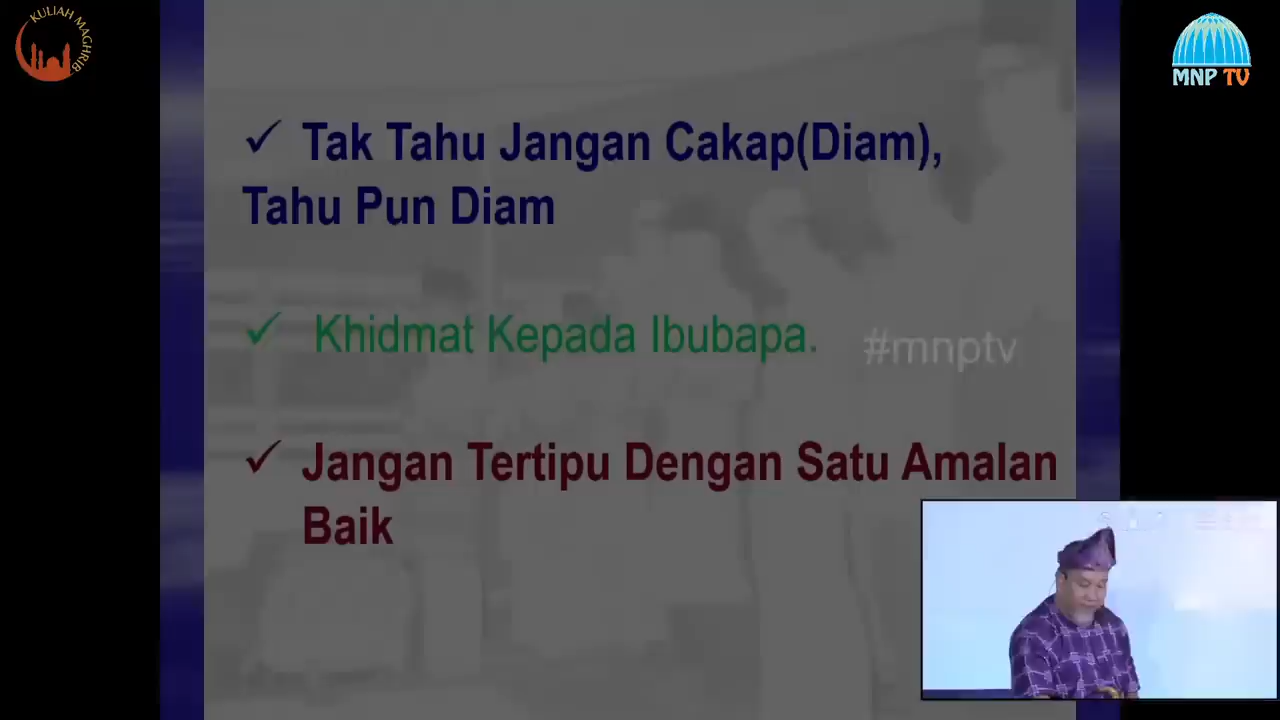 KULIAH MAGHRIB
MNP TV
✓ Tak Tahu Jangan Cakap(Diam),
Tahu Pun Diam
✓ Khidmat Kepada Ibubapa.
#mnptv
✓ Jangan Tertipu Dengan Satu Amalan
Baik